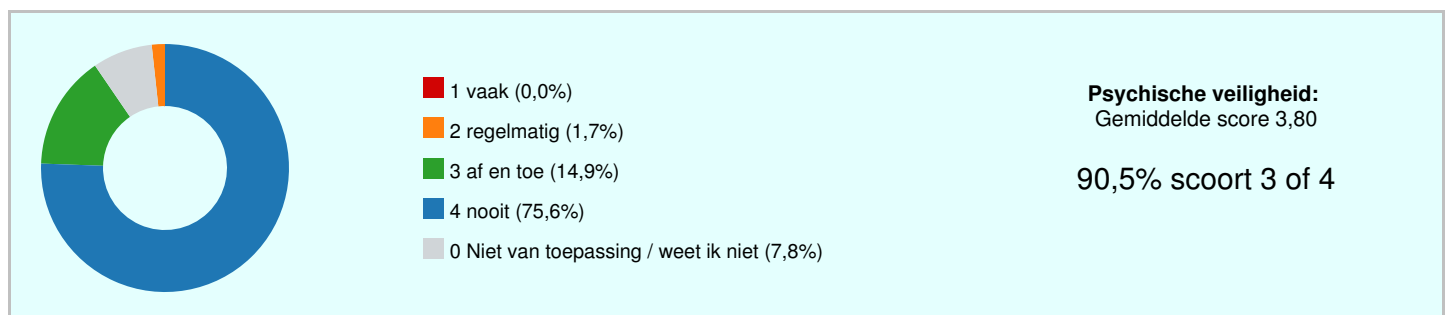 1 vaak (0,0%)
2 regelmatig (1,7%)
3 af en toe (14,9%)
4 nooit (75,6%)
0 Niet van toepassing / weet ik niet (7,8%)
Psychische veiligheid:
Gemiddelde score 3,80
90,5% scoort 3 of 4